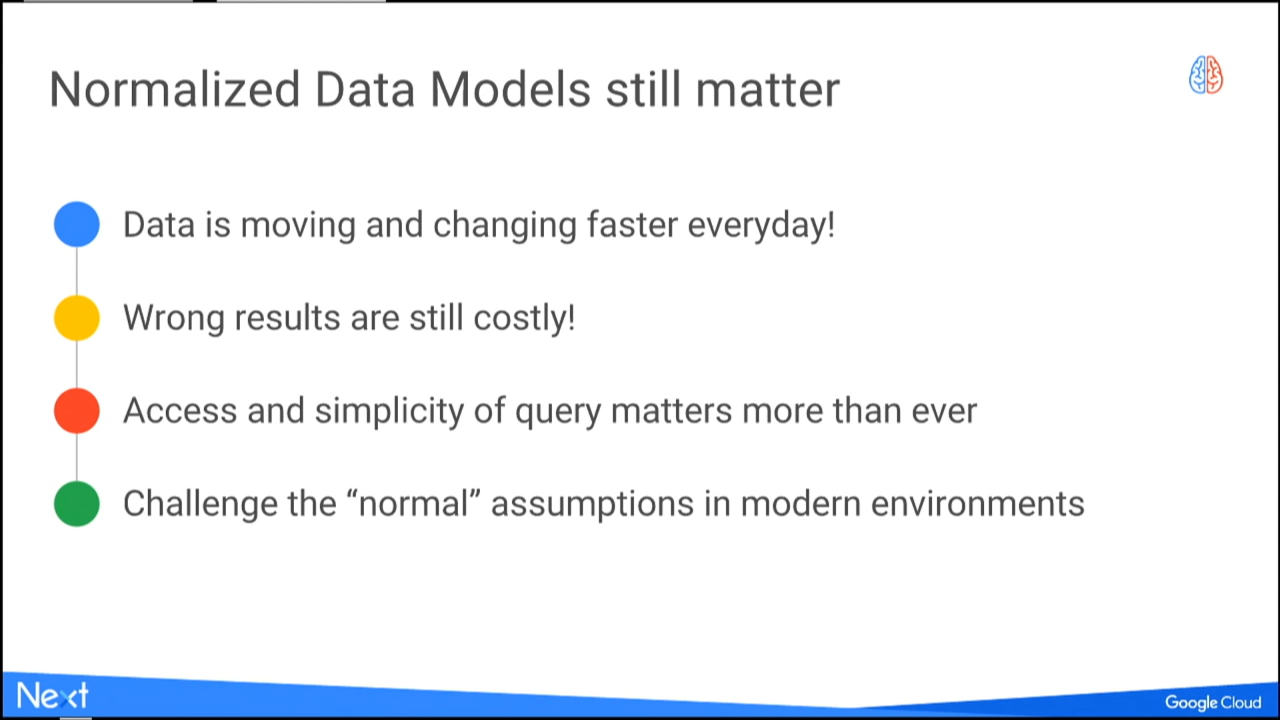 Normalized Data Models still matter
Data is moving and changing faster everyday!
Wrong results are still costly!
Access and simplicity of query matters more than ever
Challenge the “normal” assumptions in modern environments
Next
Google Cloud